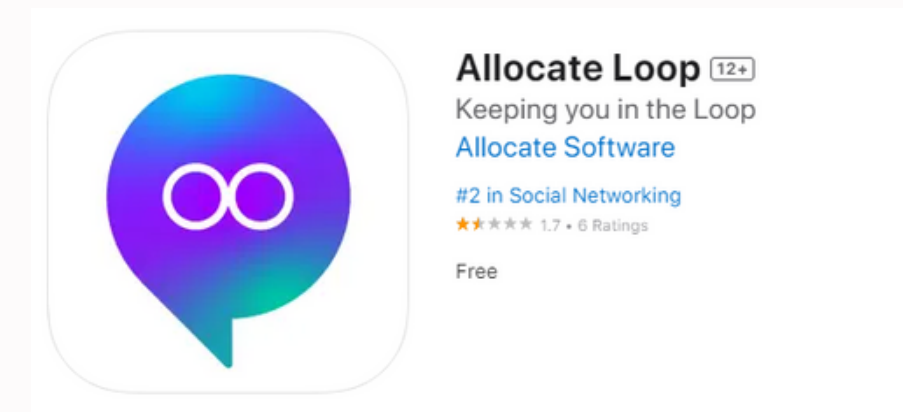 Allocate Loop 12+
Keeping you in the Loop
Allocate Software
#2 in Social Networking
1.7 • 6 Ratings
Free